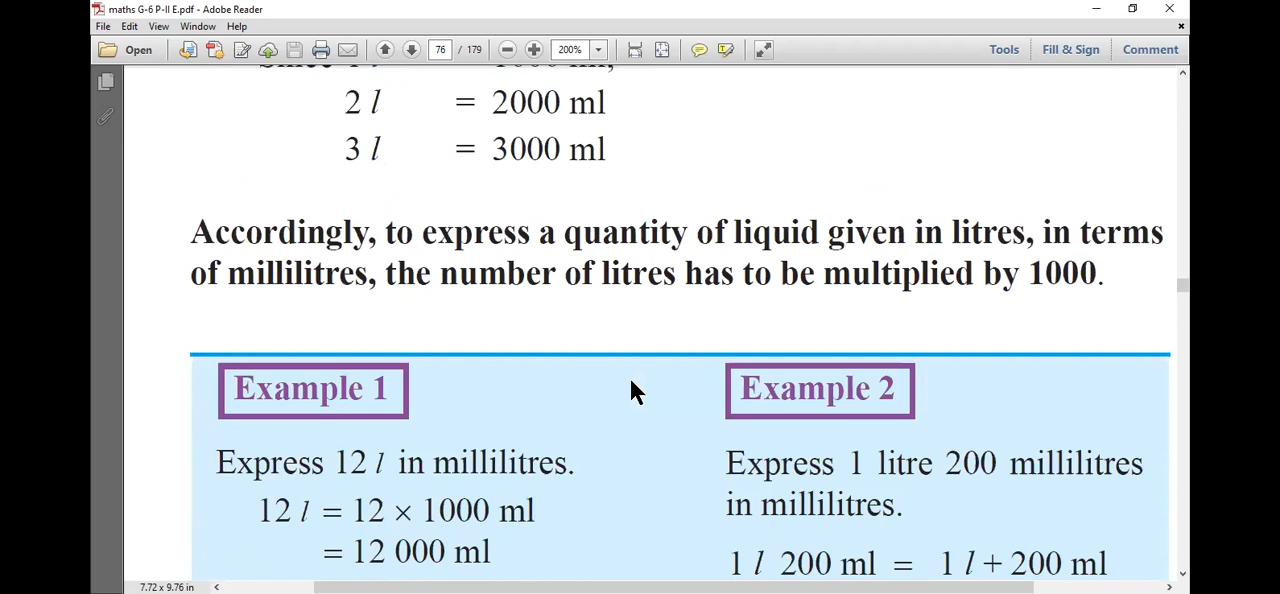 maths G-6 P-II E.pdf - Adobe Reader
File Edit View Window Help
Open 76 / 179 200% Tools Fill & Sign Comment
2 l = 2000 ml
3 l = 3000 ml
Accordingly, to express a quantity of liquid given in litres, in terms
of millilitres, the number of litres has to be multiplied by 1000.
Example 1
Express 12 l in millilitres.
12 l = 12 × 1000 ml
= 12 000 ml
Example 2
Express 1 litre 200 millilitres
in millilitres.
1 l 200 ml = 1 l + 200 ml
7.72 x 9.76 in